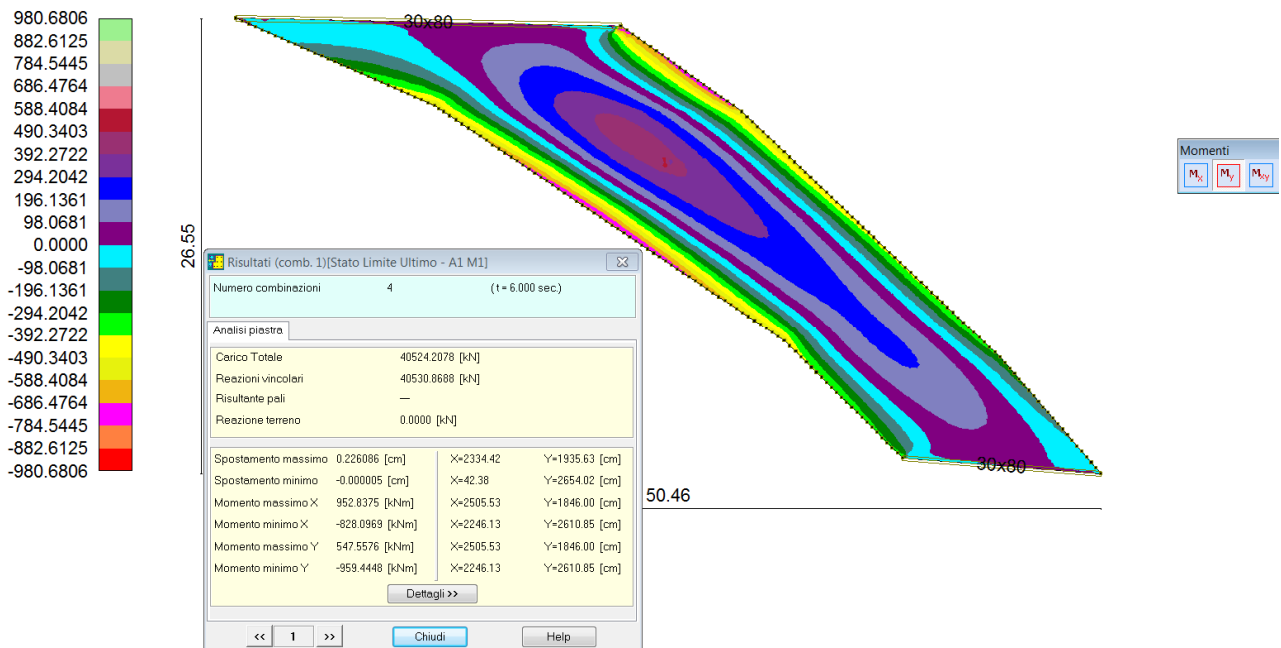 980.6806
882.6125
784.5445
686.4764
588.4084
490.3403
392.2722
294.2042
196.1361
98.0681
0.0000
-98.0681
-196.1361
-294.2042
-392.2722
-490.3403
-588.4084
-686.4764
-784.5445
-882.6125
-980.6806
30x80
1
26.55
50.46
30x80
Momenti
Mx My Mxy
Risultati (comb. 1)[Stato Limite Ultimo - A1 M1]
Numero combinazioni 4 (t = 6.000 sec.)
Analisi piastra
Carico Totale 40524.2078 [kN]
Reazioni vincolari 40530.8688 [kN]
Risultante pali —
Reazione terreno 0.0000 [kN]
Spostamento massimo 0.226086 [cm] X=2334.42 Y=1935.63 [cm]
Spostamento minimo -0.000005 [cm] X=42.38 Y=2654.02 [cm]
Momento massimo X 952.8375 [kNm] X=2505.53 Y=1846.00 [cm]
Momento minimo X -828.0969 [kNm] X=2246.13 Y=2610.85 [cm]
Momento massimo Y 547.5576 [kNm] X=2505.53 Y=1846.00 [cm]
Momento minimo Y -959.4448 [kNm] X=2246.13 Y=2610.85 [cm]
Dettagli >>
<< 1 >> Chiudi Help